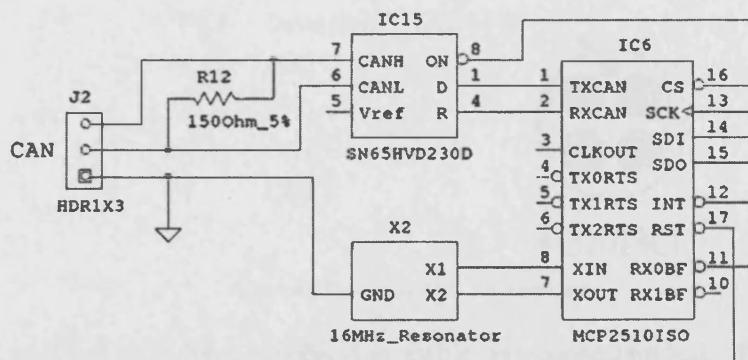 IC15
7 CANH ON 8
IC6
R12
6 CANL D 1
1 TXCAN CS 16
J2
5 Vref R 4
2 RXCAN SCK 13
150Ohm_5%
SDI 14
CAN
SN65HVD230D
3 CLKOUT SDO 15
4 TX0RTS
HDR1X3
5 TX1RTS INT 12
X2
6 TX2RTS RST 17
X1
8 XIN RX0BF 11
GND X2
7 XOUT RX1BF 10
16MHz_Resonator
MCP2510ISO